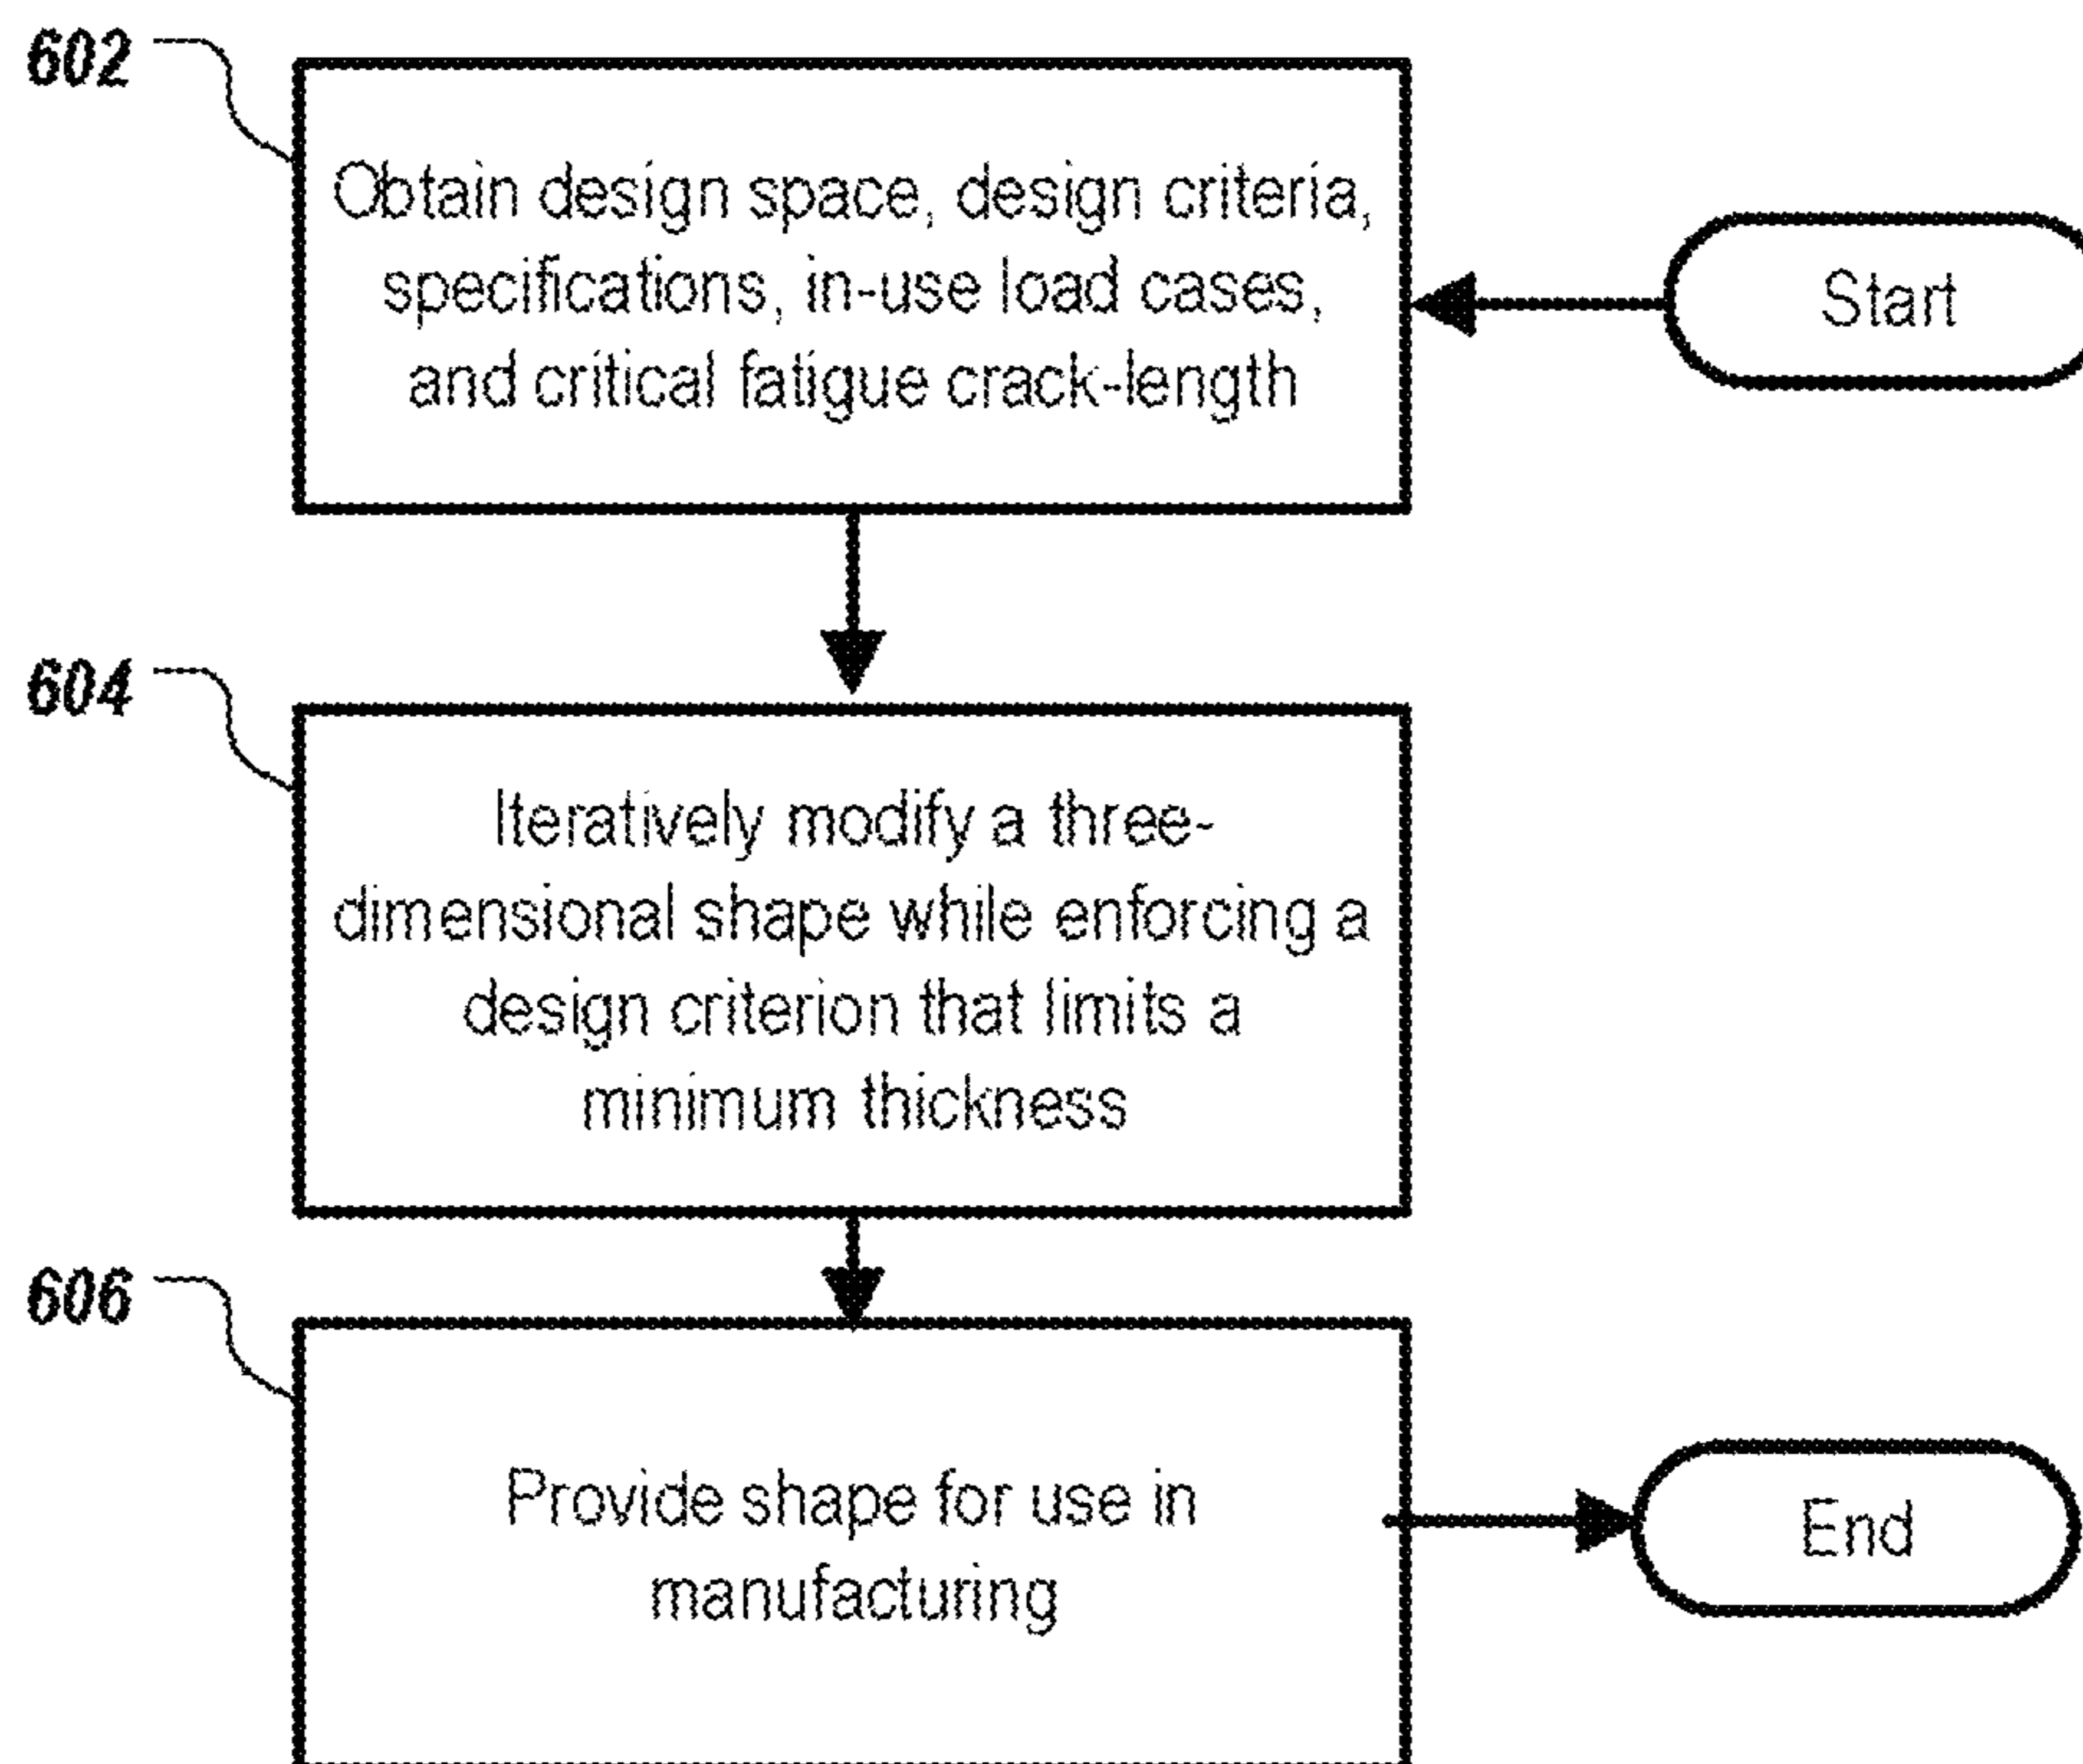 602
Obtain design space, design criteria,
specifications, in-use load cases,
and critical fatigue crack-length
Start
604
Iteratively modify a three-
dimensional shape while enforcing a
design criterion that limits a
minimum thickness
606
Provide shape for use in
manufacturing
End